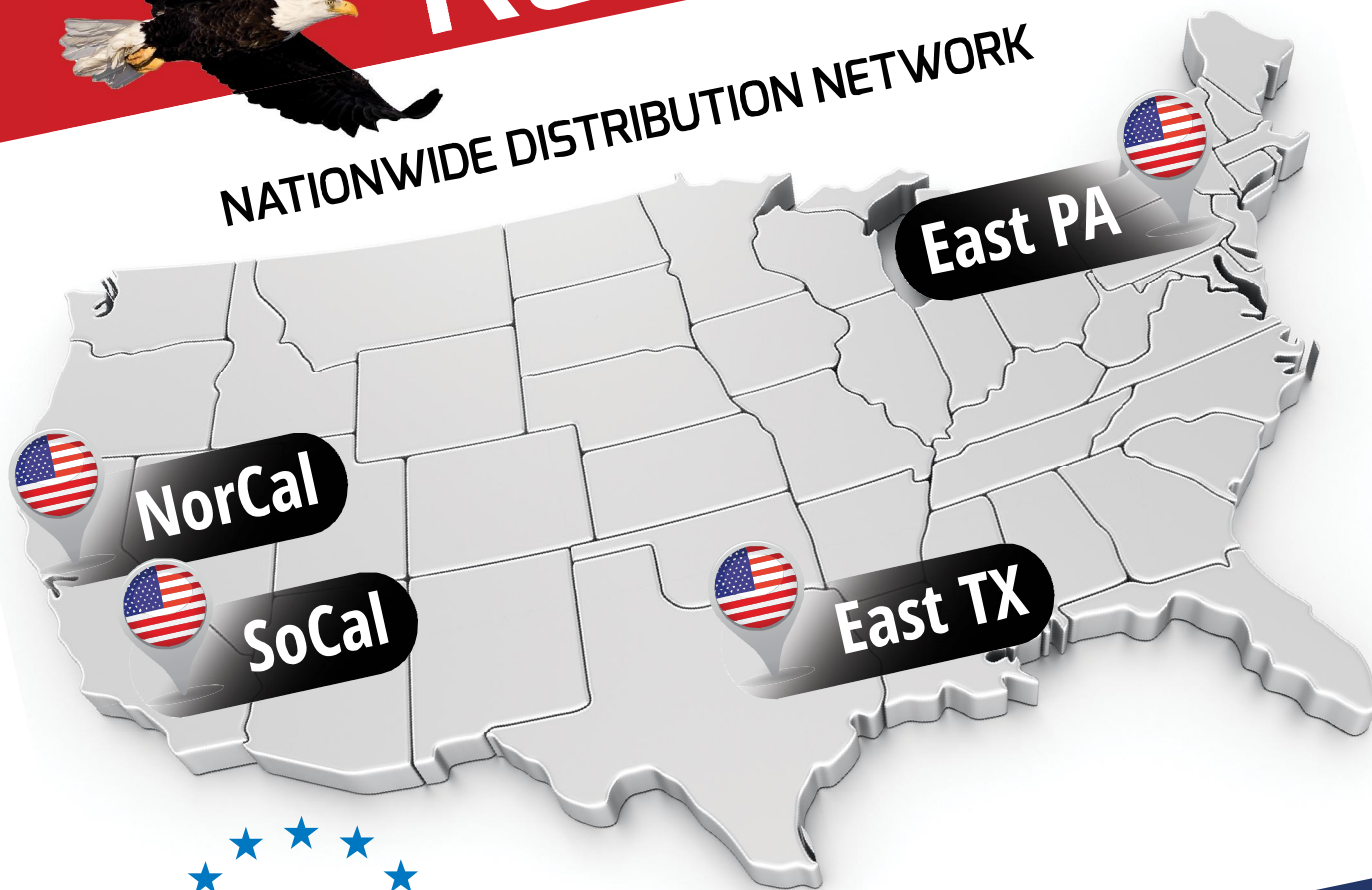 NATIONWIDE DISTRIBUTION NETWORK
East PA
NorCal
SoCal
East TX